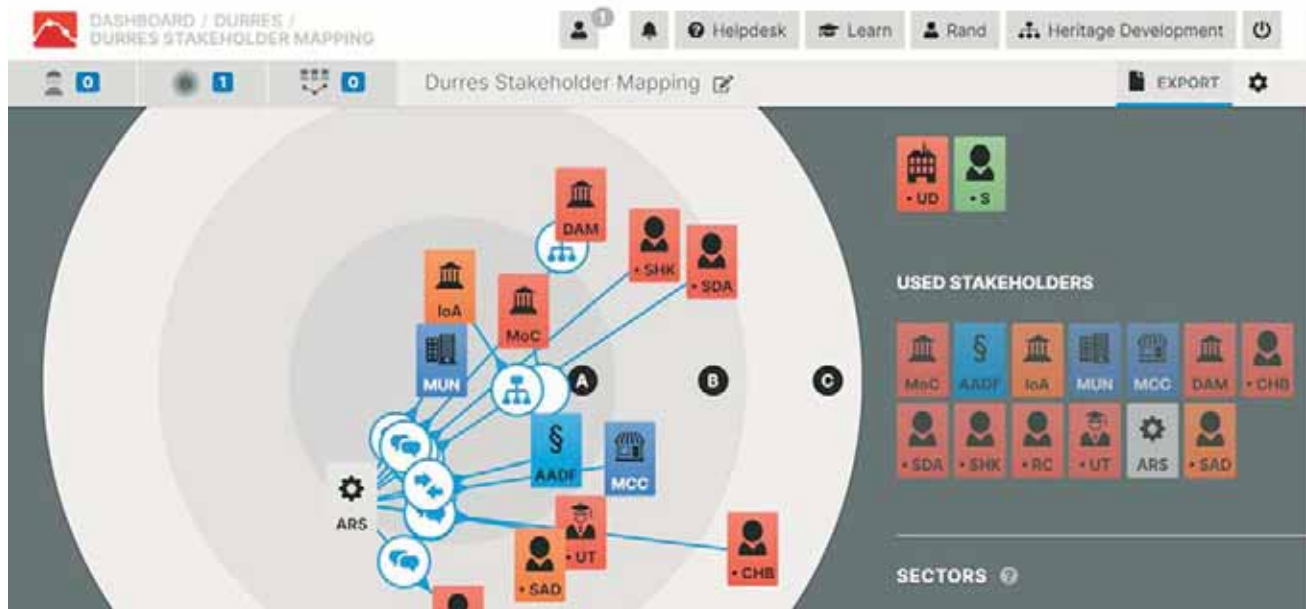 DASHBOARD / DURRES /
DURRES STAKEHOLDER MAPPING
1
Helpdesk
Learn
Rand
Heritage Development
0
1
0
Durres Stakeholder Mapping
EXPORT
• UD
• S
DAM
• SHK
• SDA
IoA
MoC
MUN
A
B
C
§
AADF
MCC
ARS
• UT
• SAD
• CHB
USED STAKEHOLDERS
MoC § AADF IoA MUN MCC DAM • CHB
• SDA • SHK • RC • UT ARS • SAD
SECTORS ?